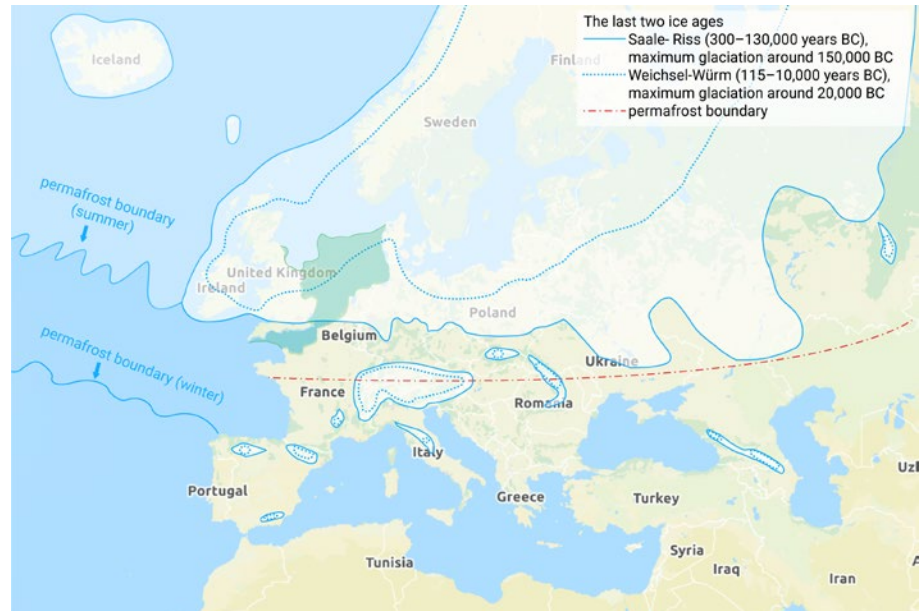 The last two ice ages
Saale- Riss (300–130,000 years BC),
maximum glaciation around 150,000 BC
Weichsel-Würm (115–10,000 years BC),
maximum glaciation around 20,000 BC
permafrost boundary
Iceland
Finland
Sweden
permafrost boundary
(summer)
United Kingdom
Ireland
Poland
Belgium
permafrost boundary (winter)
Ukraine
France
Romania
Italy
Portugal
Greece
Turkey
Tunisia
Syria
Iraq
Iran